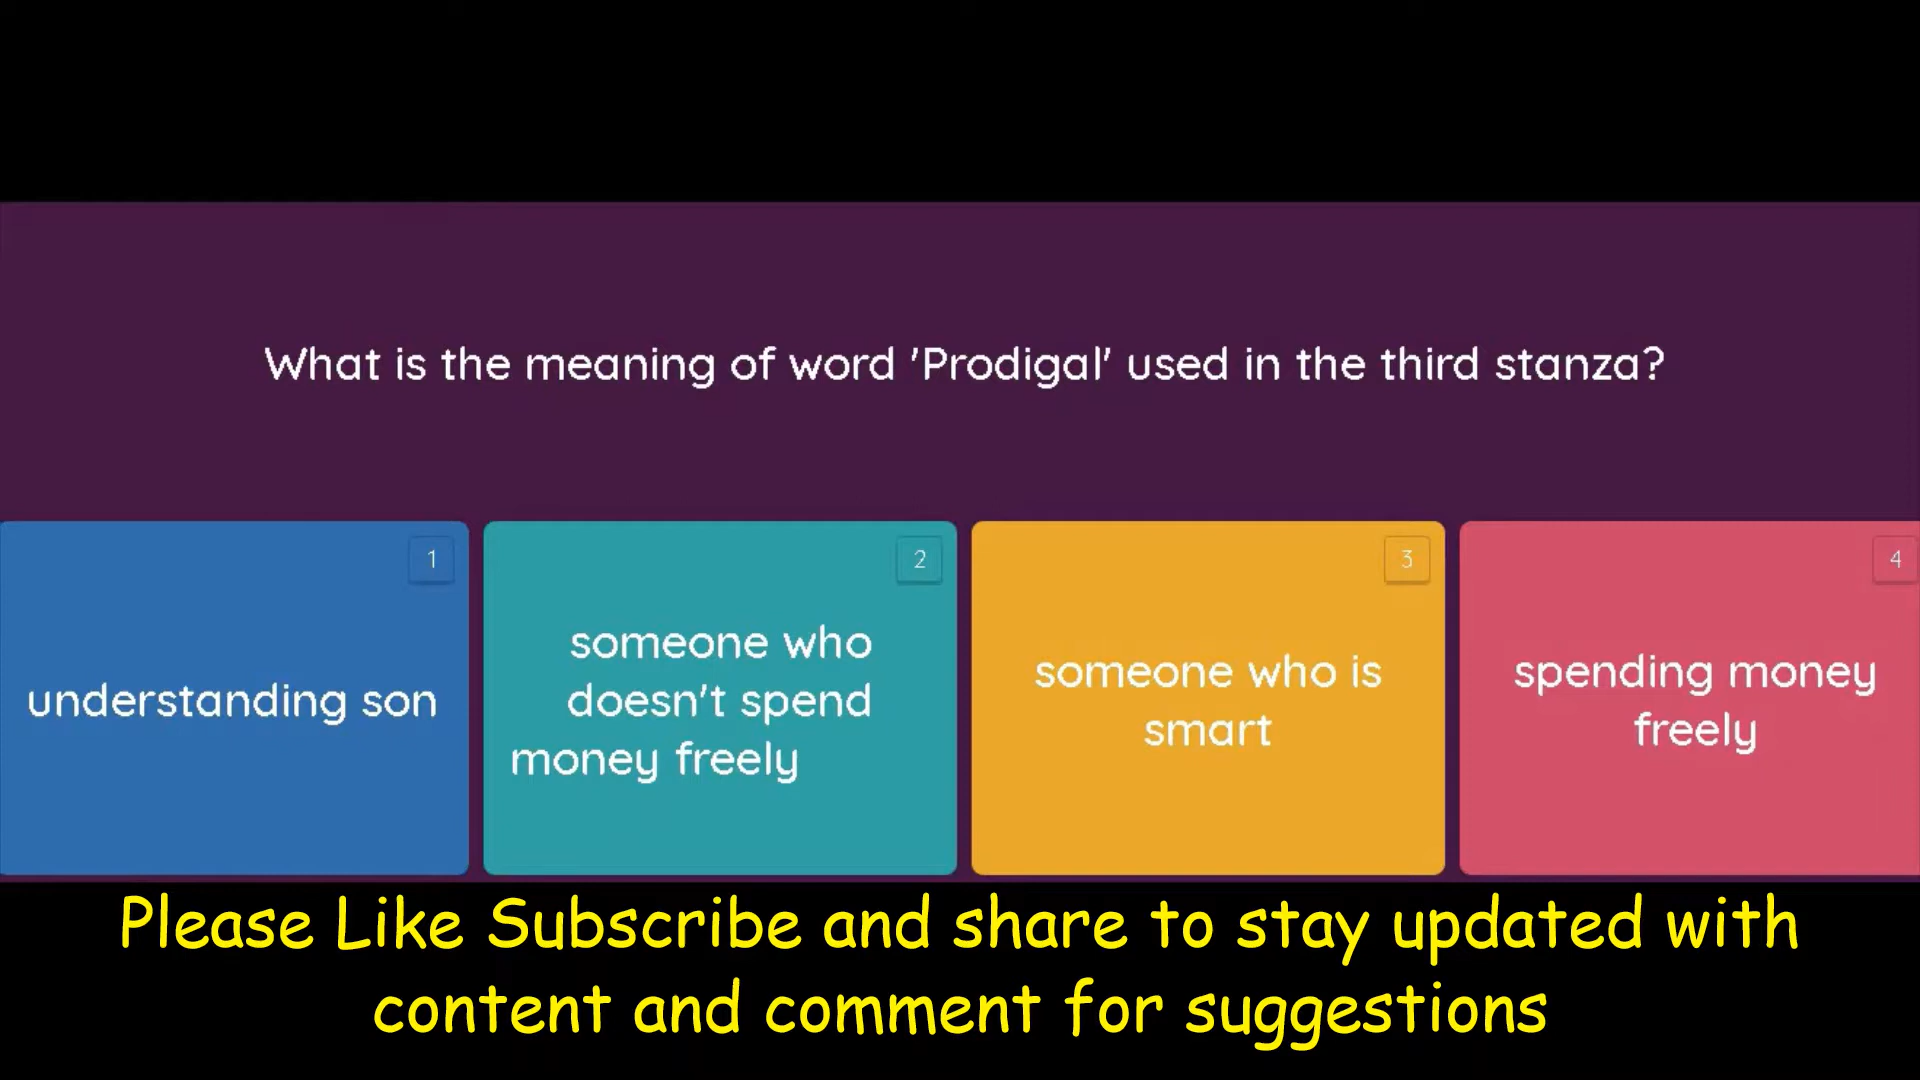 What is the meaning of word 'Prodigal' used in the third stanza?
1
understanding son
2
someone who
doesn't spend
money freely
3
someone who is
smart
4
spending money
freely
Please Like Subscribe and share to stay updated with
content and comment for suggestions